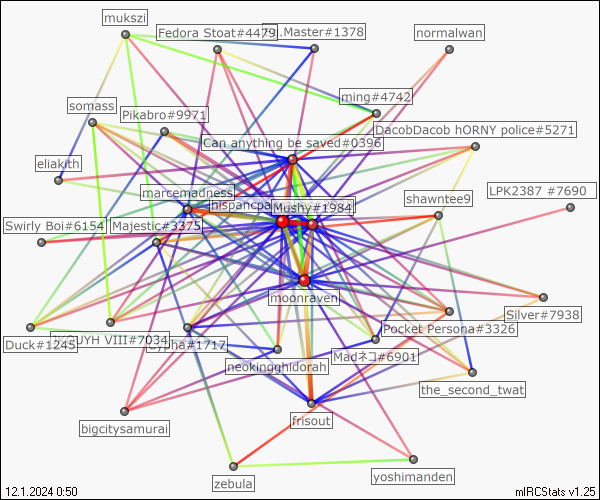 mukszi
Fedora Stoat#4479
.Master#1378
normalwan
ming#4742
somass
Pikabro#9971
DacobDacob hORNY police#5271
Can anything be saved#0396
eliakith
marcemadness
LPK2387 #7690
shawntee9
hispancpa
Mushy#1984
Swirly Boi#6154
Majestic#3375
moonraven
Silver#7938
Pocket Persona#3326
Duck#1245
UYH VIII#7034
Cypha#1717
Madネコ#6901
neokingghidorah
the_second_twat
bigcitysamurai
frisout
zebula
yoshimanden
12.1.2024 0:50
mIRCStats v1.25